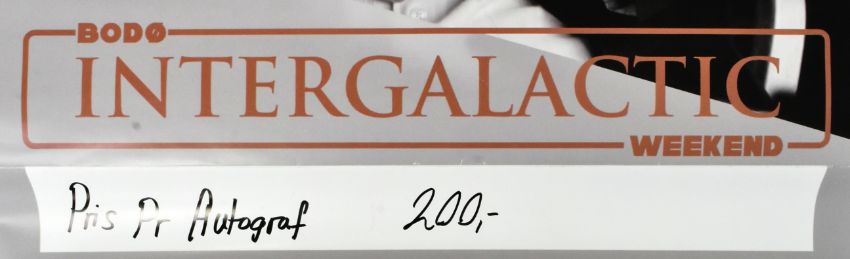 BODØ
INTERGALACTIC
WEEKEND
Pris Pr Autograf 200,-